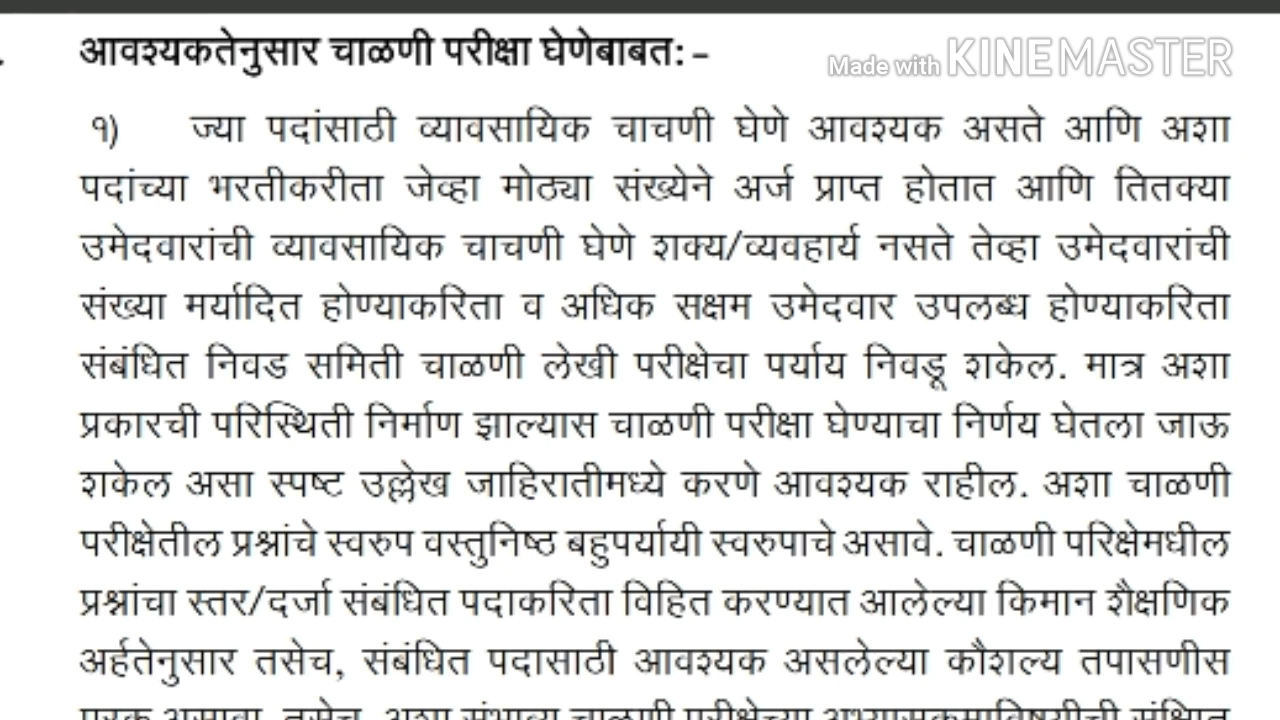 आवश्यकतेनुसार चाळणी परीक्षा घेणेबाबत: -
Made with KINEMASTER
१) ज्या पदांसाठी व्यावसायिक चाचणी घेणे आवश्यक असते आणि अशा
पदांच्या भरतीकरीता जेव्हा मोठ्या संख्येने अर्ज प्राप्त होतात आणि तितक्या
उमेदवारांची व्यावसायिक चाचणी घेणे शक्य/व्यवहार्य नसते तेव्हा उमेदवारांची
संख्या मर्यादित होण्याकरिता व अधिक सक्षम उमेदवार उपलब्ध होण्याकरिता
संबंधित निवड समिती चाळणी लेखी परीक्षेचा पर्याय निवडू शकेल. मात्र अशा
प्रकारची परिस्थिती निर्माण झाल्यास चाळणी परीक्षा घेण्याचा निर्णय घेतला जाऊ
शकेल असा स्पष्ट उल्लेख जाहिरातीमध्ये करणे आवश्यक राहील. अशा चाळणी
परीक्षेतील प्रश्नांचे स्वरुप वस्तुनिष्ठ बहुपर्यायी स्वरुपाचे असावे. चाळणी परिक्षेमधील
प्रश्नांचा स्तर/दर्जा संबंधित पदाकरिता विहित करण्यात आलेल्या किमान शैक्षणिक
अर्हतेनुसार तसेच, संबंधित पदासाठी आवश्यक असलेल्या कौशल्य तपासणीस